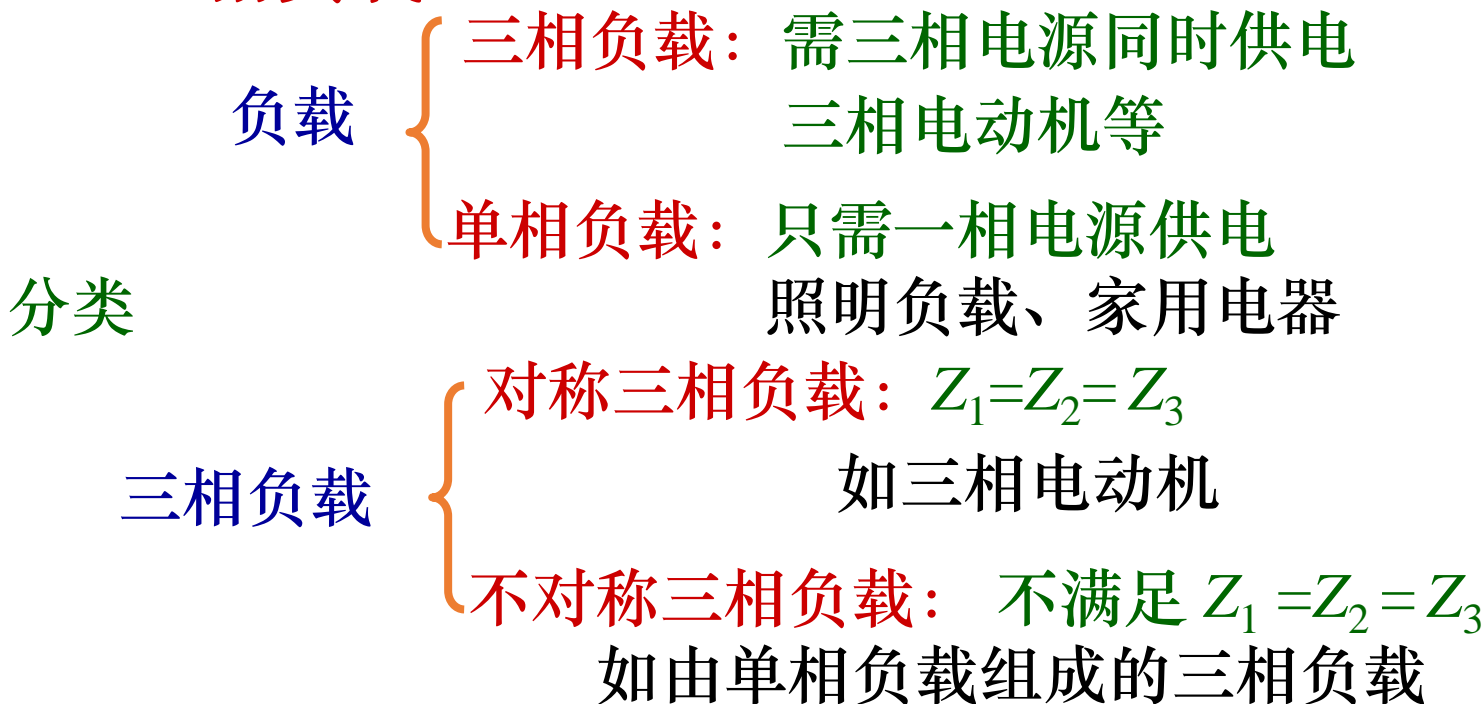 三相负载：需三相电源同时供电
负载
三相电动机等
单相负载：只需一相电源供电
分类
照明负载、家用电器
对称三相负载：Z₁=Z₂= Z₃
三相负载
如三相电动机
不对称三相负载： 不满足 Z₁ =Z₂ = Z₃
如由单相负载组成的三相负载